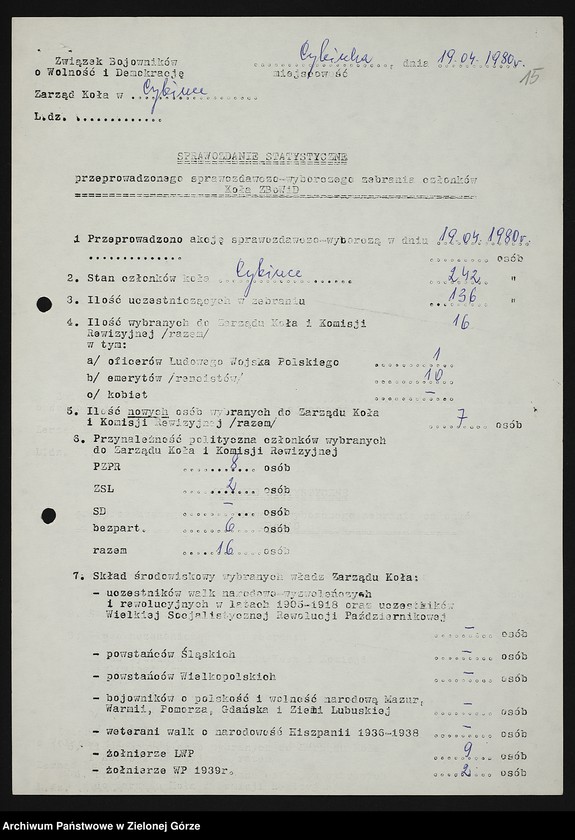 Związek Bojowników
o Wolność i Demokrację
Cybinka, dnia 19.04.1980r.
miejscowość
15
Zarząd Koła w Cybince
L.dz. .............
SPRAWOZDANIE STATYSTYCZNE
przeprowadzonego sprawozdawczo-wyborczego zebrania członków
Koła ZBoWiD
1 Przeprowadzono akcję sprawozdawczo-wyborczą w dniu 19.04.1980r.
.............. osób
2. Stan członków koła Cybince 242 "
3. Ilość uczestniczących w zebraniu 136 "
4. Ilość wybranych do Zarządu Koła i Komisji 16
Rewizyjnej /razem/
w tym:
a/ oficerów Ludowego Wojska Polskiego 1
b/ emerytów /rencistów/ 10
c/ kobiet –
5. Ilość nowych osób wybranych do Zarządu Koła
i Komisji Rewizyjnej /razem/ 7 osób
6. Przynależność polityczna członków wybranych
do Zarządu Koła i Komisji Rewizyjnej
PZPR 8 osób
ZSL 2 osób
SD – osób
bezpart. 6 osób
razem 16 osób
7. Skład środowiskowy wybranych władz Zarządu Koła:
- uczestników walk narodowo-wyzwoleńczych
i rewolucyjnych w latach 1905-1918 oraz uczestników
Wielkiej Socjalistycznej Rewolucji Październikowej
– osób
- powstańców Śląskich – osób
- powstańców Wielkopolskich – osób
- bojowników o polskość i wolność narodową Mazur,
Warmii, Pomorza, Gdańska i Ziemi Lubuskiej – osób
- weterani walk o narodowość Hiszpanii 1936-1938 – osób
- żołnierze LWP 9 osób
- żołnierze WP 1939r. 2 osób
Archiwum Państwowe w Zielonej Górze